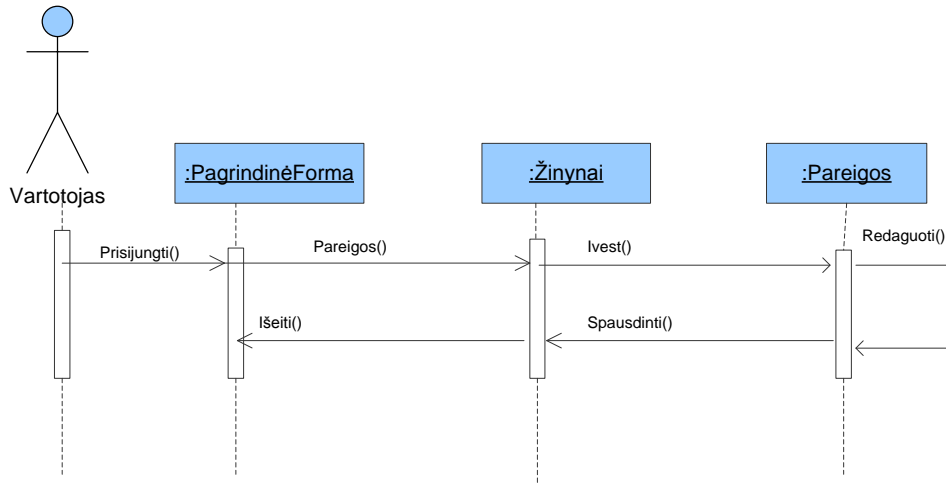 Vartotojas
:PagrindinėForma
:Žinynai
:Pareigos
Prisijungti()
Pareigos()
Ivest()
Redaguoti()
Išeiti()
Spausdinti()